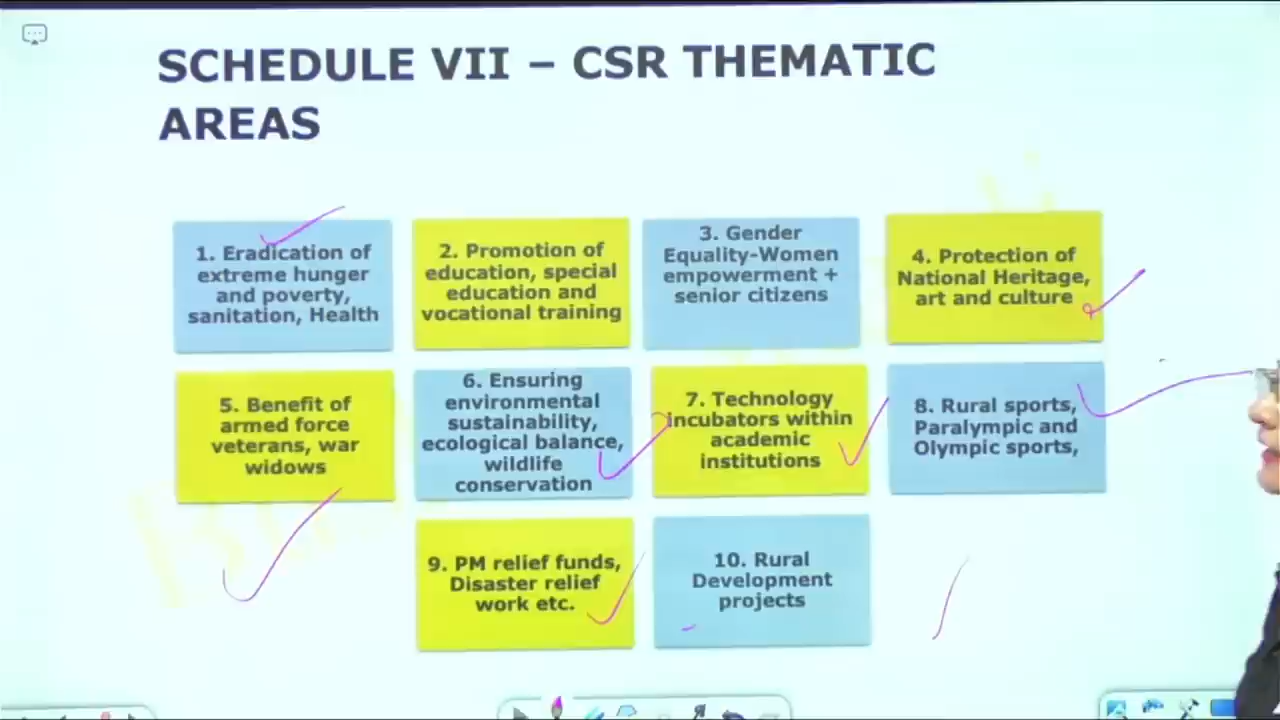 SCHEDULE VII – CSR THEMATIC
AREAS
1. Eradication of
extreme hunger
and poverty,
sanitation, Health
2. Promotion of
education, special
education and
vocational training
3. Gender
Equality-Women
empowerment +
senior citizens
4. Protection of
National Heritage,
art and culture
5. Benefit of
armed force
veterans, war
widows
6. Ensuring
environmental
sustainability,
ecological balance,
wildlife
conservation
7. Technology
incubators within
academic
institutions
8. Rural sports,
Paralympic and
Olympic sports,
9. PM relief funds,
Disaster relief
work etc.
10. Rural
Development
projects